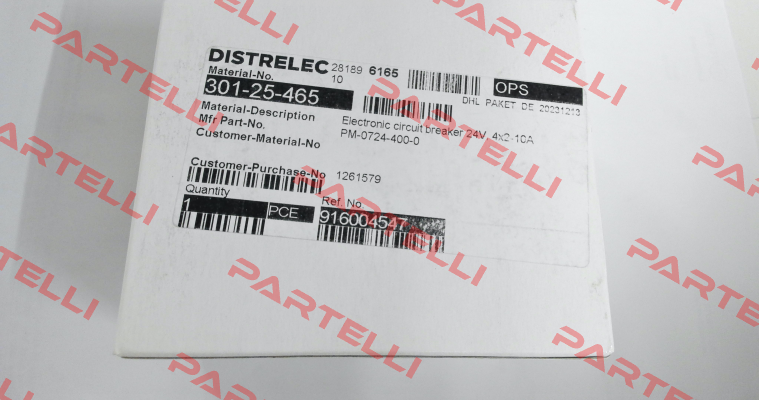 DISTRELEC 28189 6165
Material-No. 10 OPS
301-25-465
DHL PAKET DE 20231213
Material-Description Electronic circuit breaker 24V, 4x2-10A
Mfr Part-No. PM-0724-400-0
Customer-Material-No
Customer-Purchase-No 1261579
Quantity Ref. No
1 PCE 916004547
PARTELLI
PARTELLI
PARTELLI
PARTELLI
PARTELLI
PARTELLI
PARTELLI
PARTELLI
PARTELLI
PARTELLI
PARTELLI